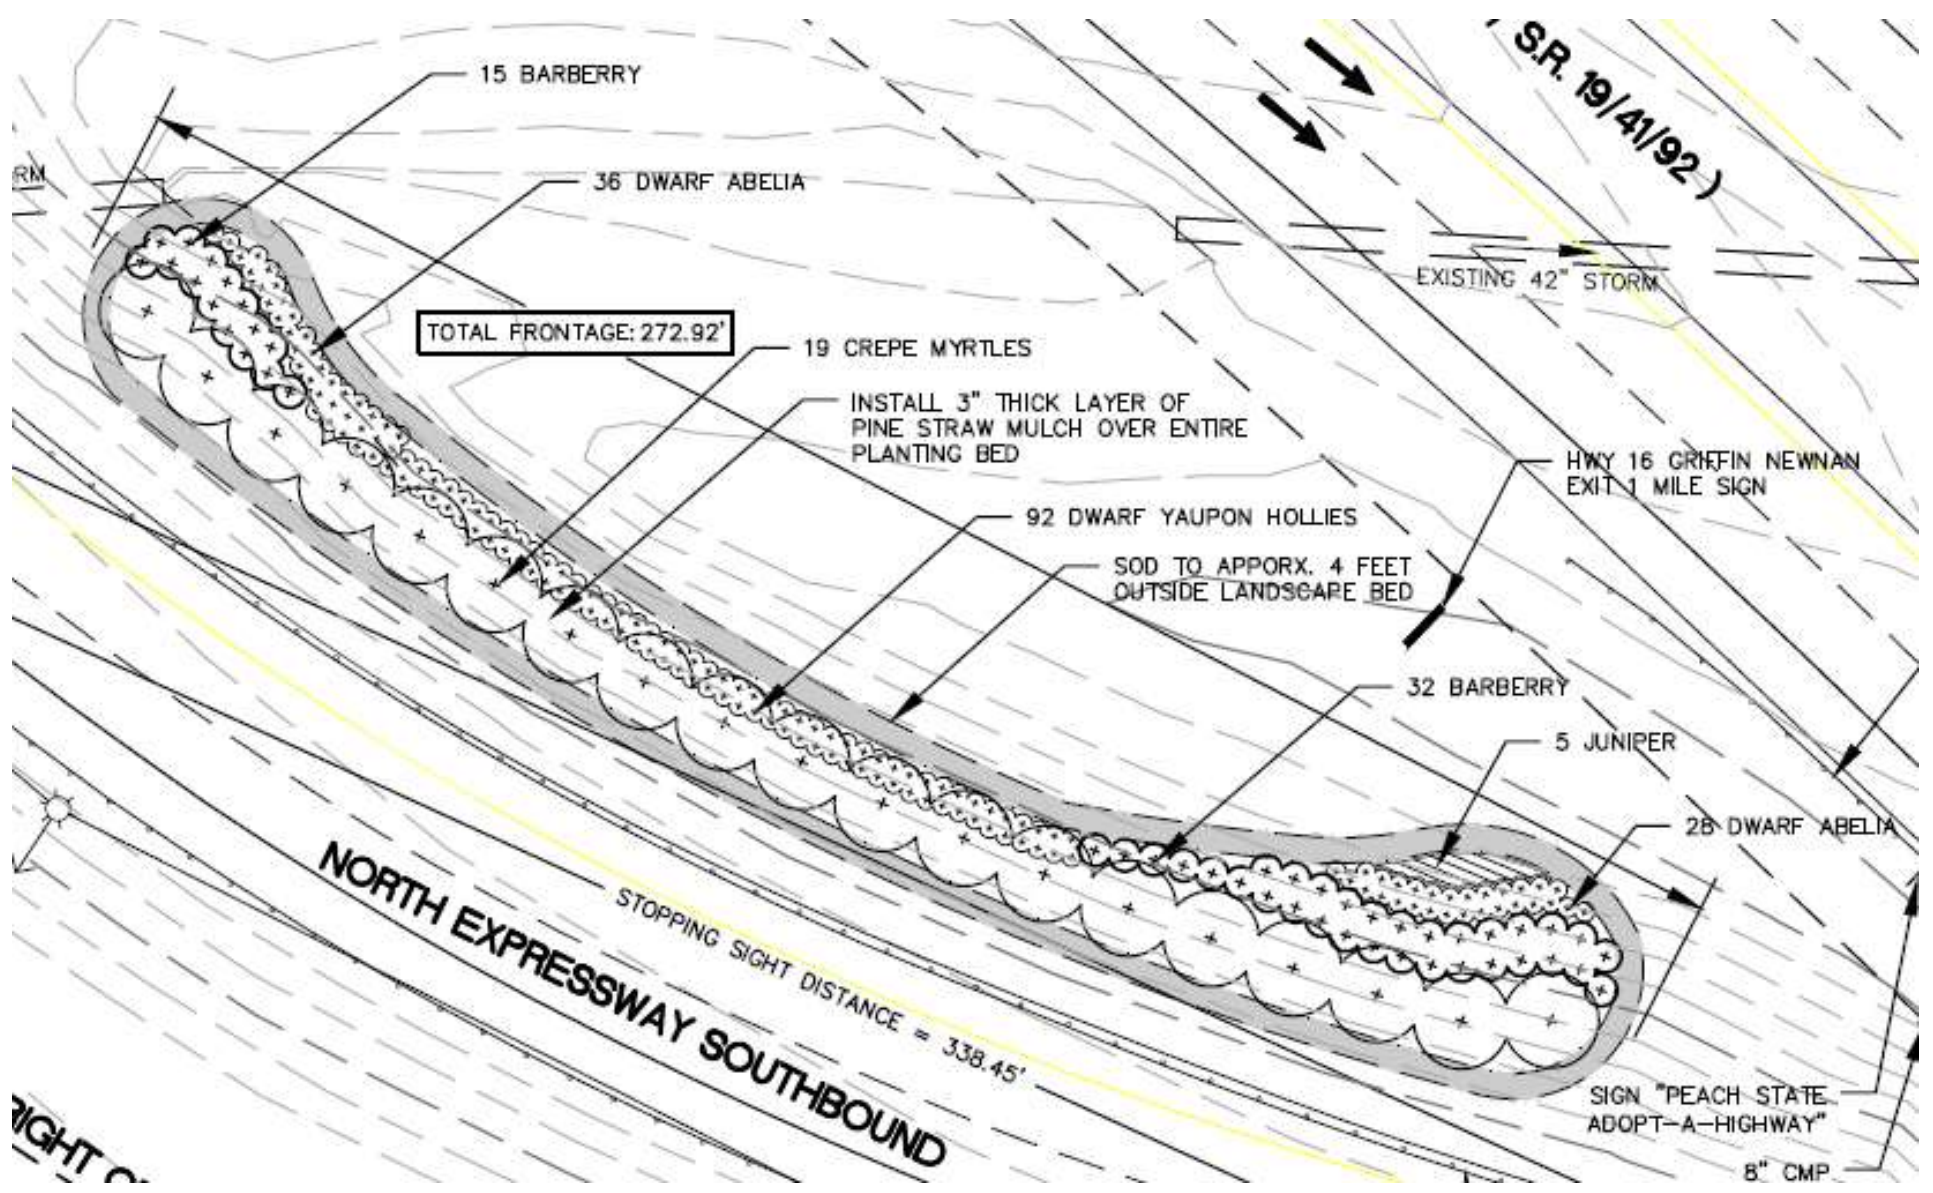 S.R. 19/41/92 )
15 BARBERRY
RM
36 DWARF ABELIA
EXISTING 42" STORM
TOTAL FRONTAGE: 272.92'
19 CREPE MYRTLES
INSTALL 3" THICK LAYER OF
PINE STRAW MULCH OVER ENTIRE
PLANTING BED
HWY 16 GRIFFIN NEWNAN
EXIT 1 MILE SIGN
92 DWARF YAUPON HOLLIES
SOD TO APPORX. 4 FEET
OUTSIDE LANDSCAPE BED
32 BARBERRY
5 JUNIPER
28 DWARF ABELIA
NORTH EXPRESSWAY SOUTHBOUND
STOPPING SIGHT DISTANCE = 338.45'
SIGN "PEACH STATE
ADOPT-A-HIGHWAY"
RIGHT O
8" CMP